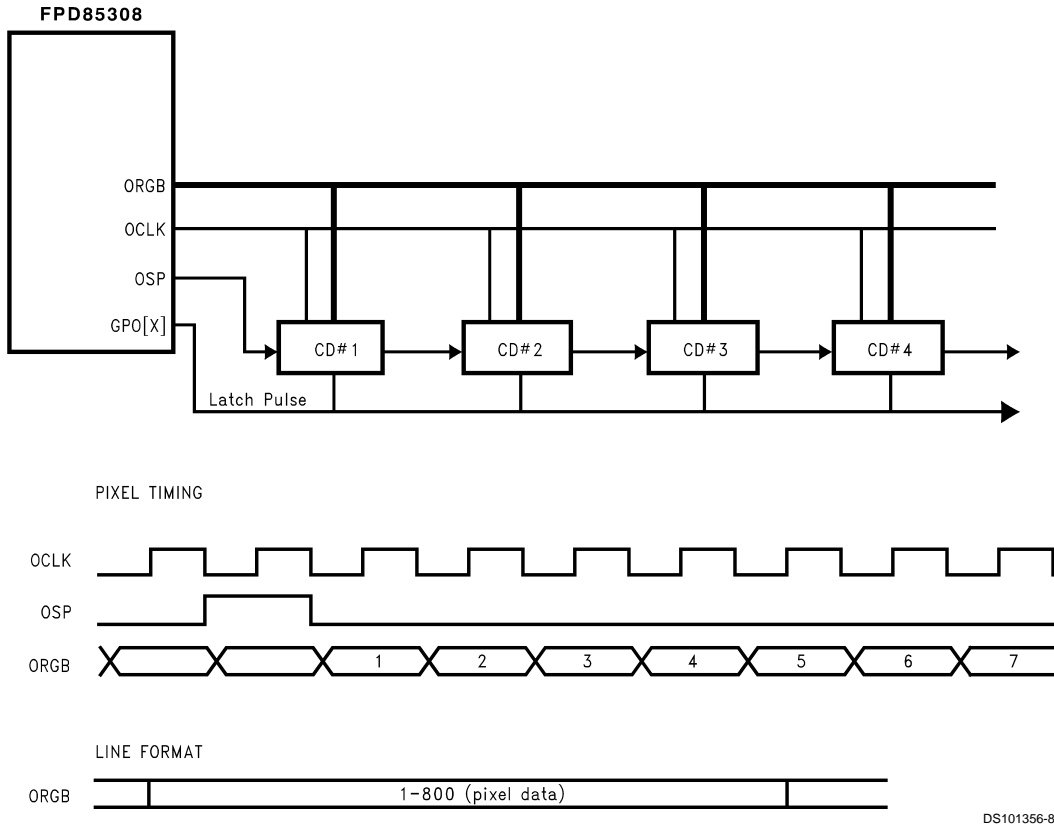 FPD85308
ORGB
OCLK
OSP
GPO[X]
CD#1
CD#2
CD#3
CD#4
Latch Pulse
PIXEL TIMING
OCLK
OSP
ORGB
1
2
3
4
5
6
7
LINE FORMAT
ORGB
1-800 (pixel data)
DS101356-8